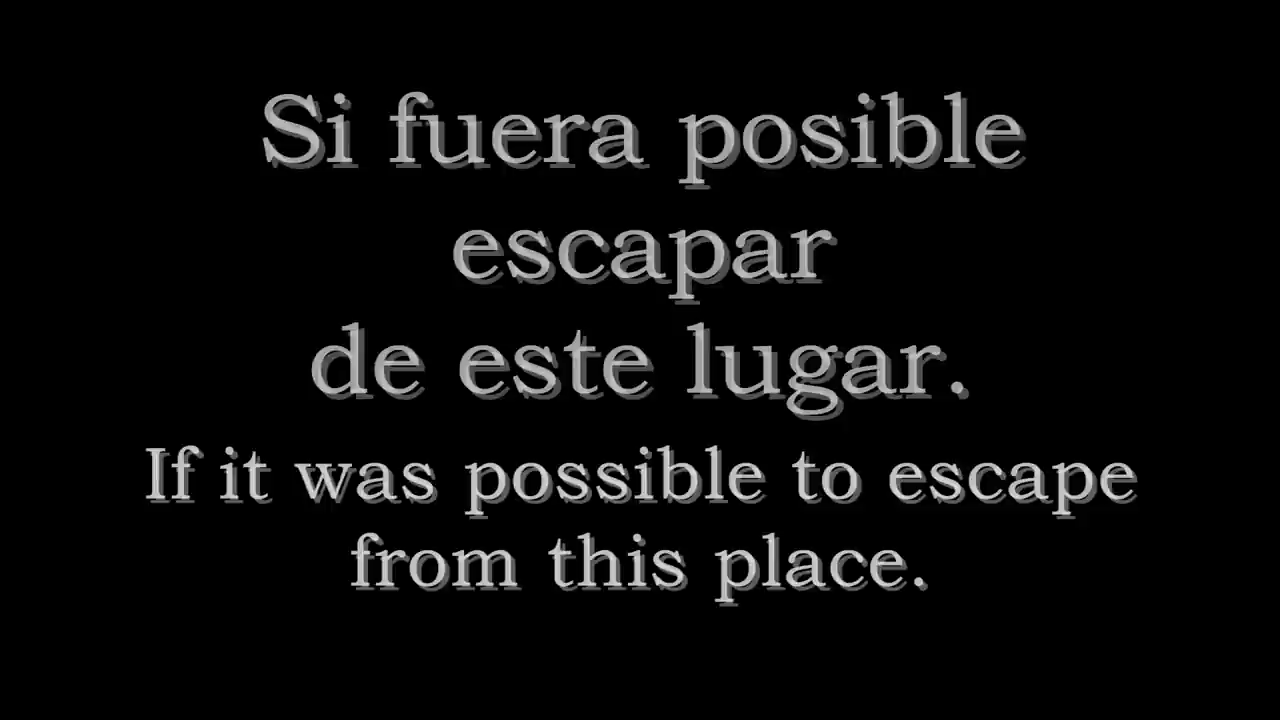 Si fuera posible
escapar
de este lugar.
If it was possible to escape
from this place.